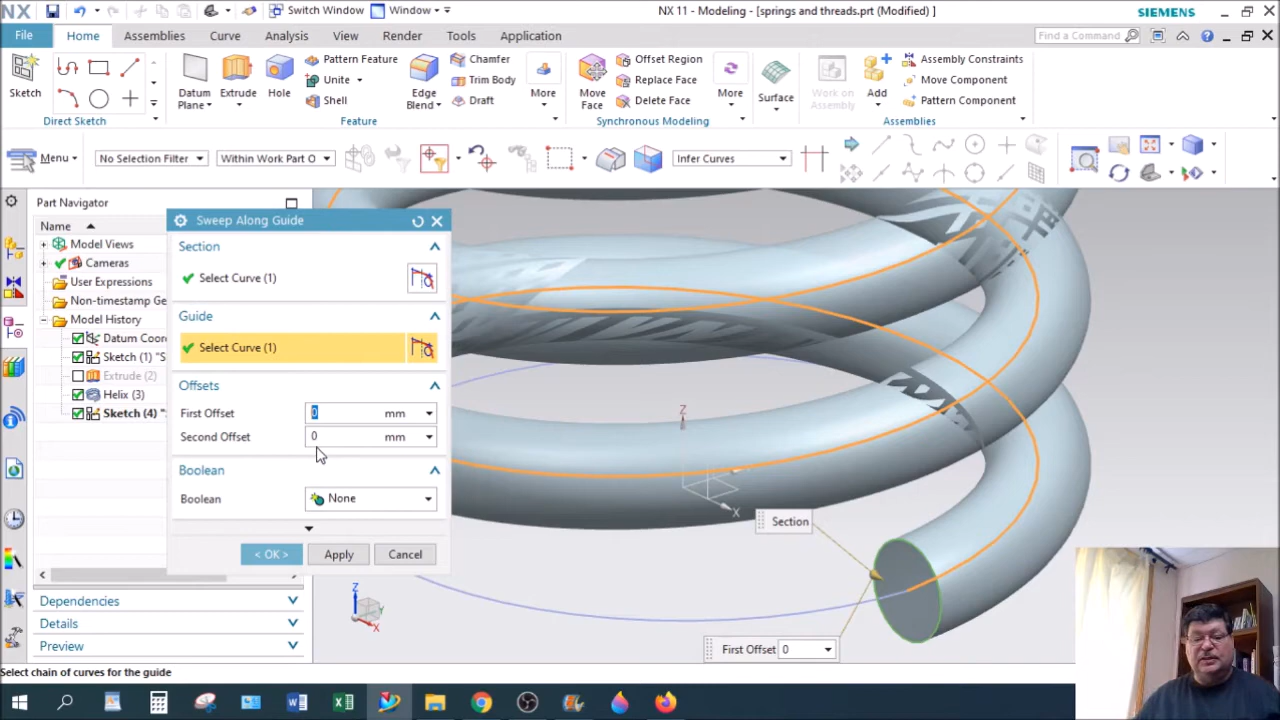 NX
Switch Window
Window
NX 11 - Modeling - [springs and threads.prt (Modified) ]
SIEMENS
File
Home
Assemblies
Curve
Analysis
View
Render
Tools
Application
Find a Command
Sketch
Direct Sketch
Datum
Plane
Extrude
Hole
Pattern Feature
Unite
Shell
Edge
Blend
Chamfer
Trim Body
Draft
More
Feature
Move
Face
Offset Region
Replace Face
Delete Face
More
Synchronous Modeling
Surface
Work on
Assembly
Add
Assembly Constraints
Move Component
Pattern Component
Assemblies
Menu
No Selection Filter
Within Work Part O
Infer Curves
Part Navigator
Name
Model Views
Cameras
User Expressions
Non-timestamp Ge
Model History
Datum Coor
Sketch (1) "S
Extrude (2)
Helix (3)
Sketch (4) "
Dependencies
Details
Preview
Sweep Along Guide
Section
Select Curve (1)
Guide
Select Curve (1)
Offsets
First Offset 0 mm
Second Offset 0 mm
Boolean
Boolean None
< OK >
Apply
Cancel
Z
X
Section
First Offset 0
Z
Y
X
Select chain of curves for the guide